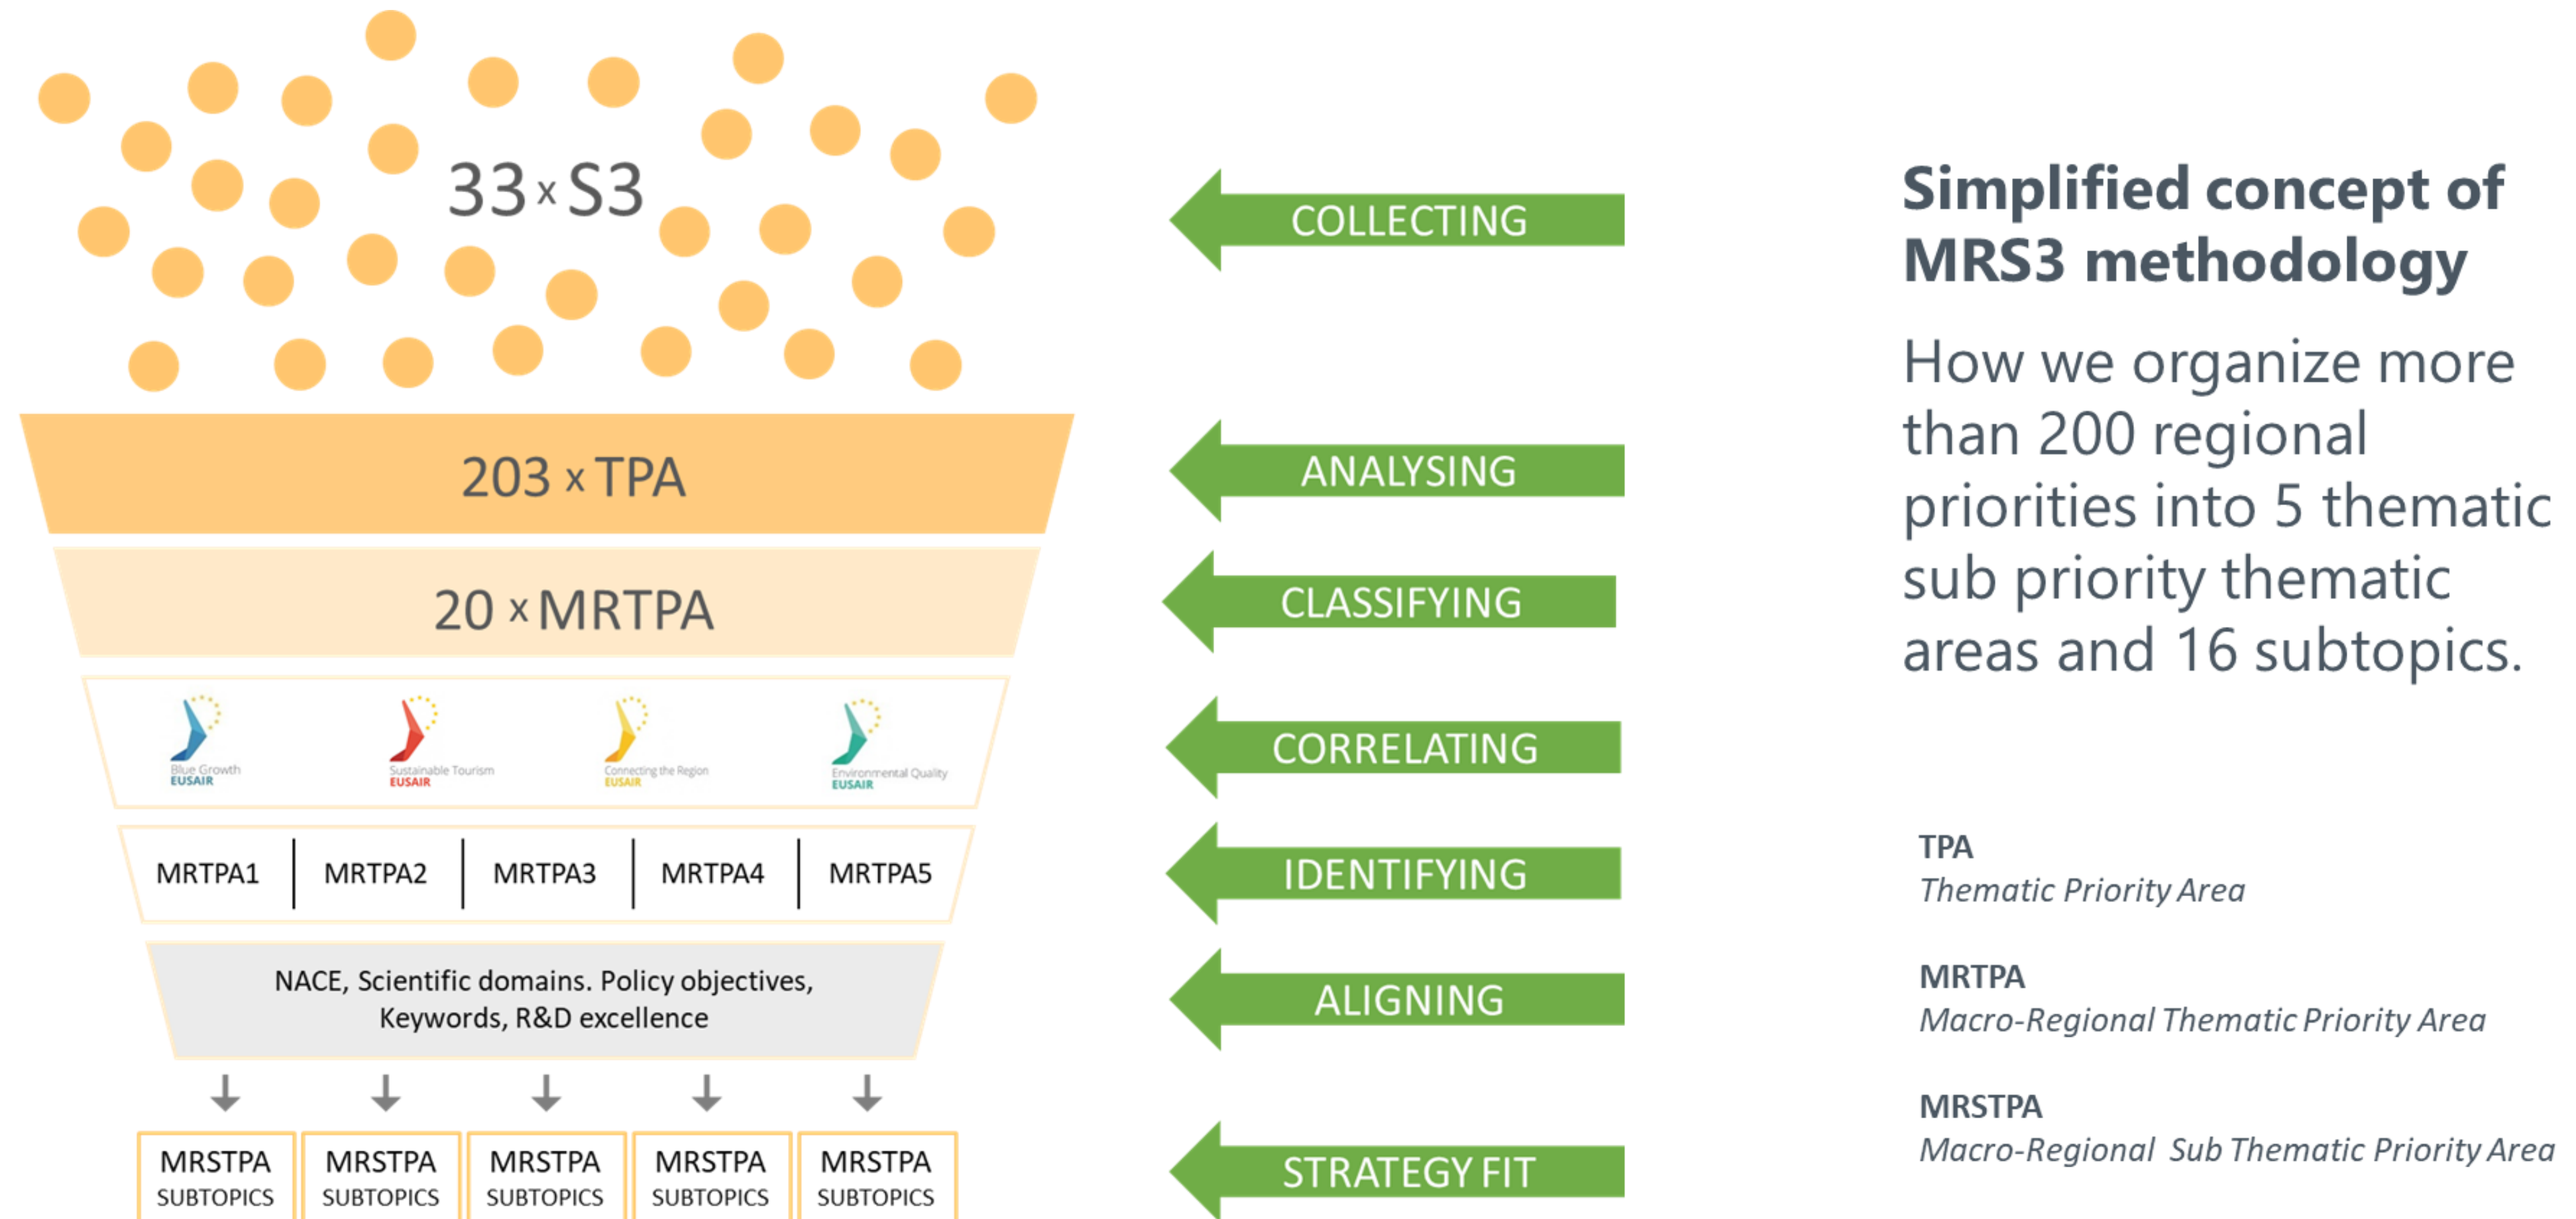 33 x S3
203 x TPA
20 x MRTPA
Blue Growth
EUSAIR
Sustainable Tourism
EUSAIR
Connecting the Region
EUSAIR
Environmental Quality
EUSAIR
MRTPA1
MRTPA2
MRTPA3
MRTPA4
MRTPA5
NACE, Scientific domains. Policy objectives,
Keywords, R&D excellence
MRSTPA
SUBTOPICS
MRSTPA
SUBTOPICS
MRSTPA
SUBTOPICS
MRSTPA
SUBTOPICS
MRSTPA
SUBTOPICS
COLLECTING
ANALYSING
CLASSIFYING
CORRELATING
IDENTIFYING
ALIGNING
STRATEGY FIT
Simplified concept of
MRS3 methodology
How we organize more
than 200 regional
priorities into 5 thematic
sub priority thematic
areas and 16 subtopics.
TPA
Thematic Priority Area
MRTPA
Macro-Regional Thematic Priority Area
MRSTPA
Macro-Regional Sub Thematic Priority Area